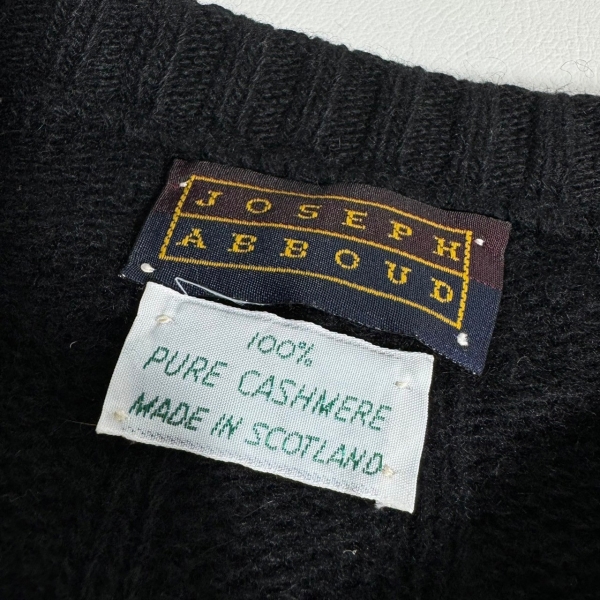 JOSEPH
ABBOUD
100%
PURE CASHMERE
MADE IN SCOTLAND